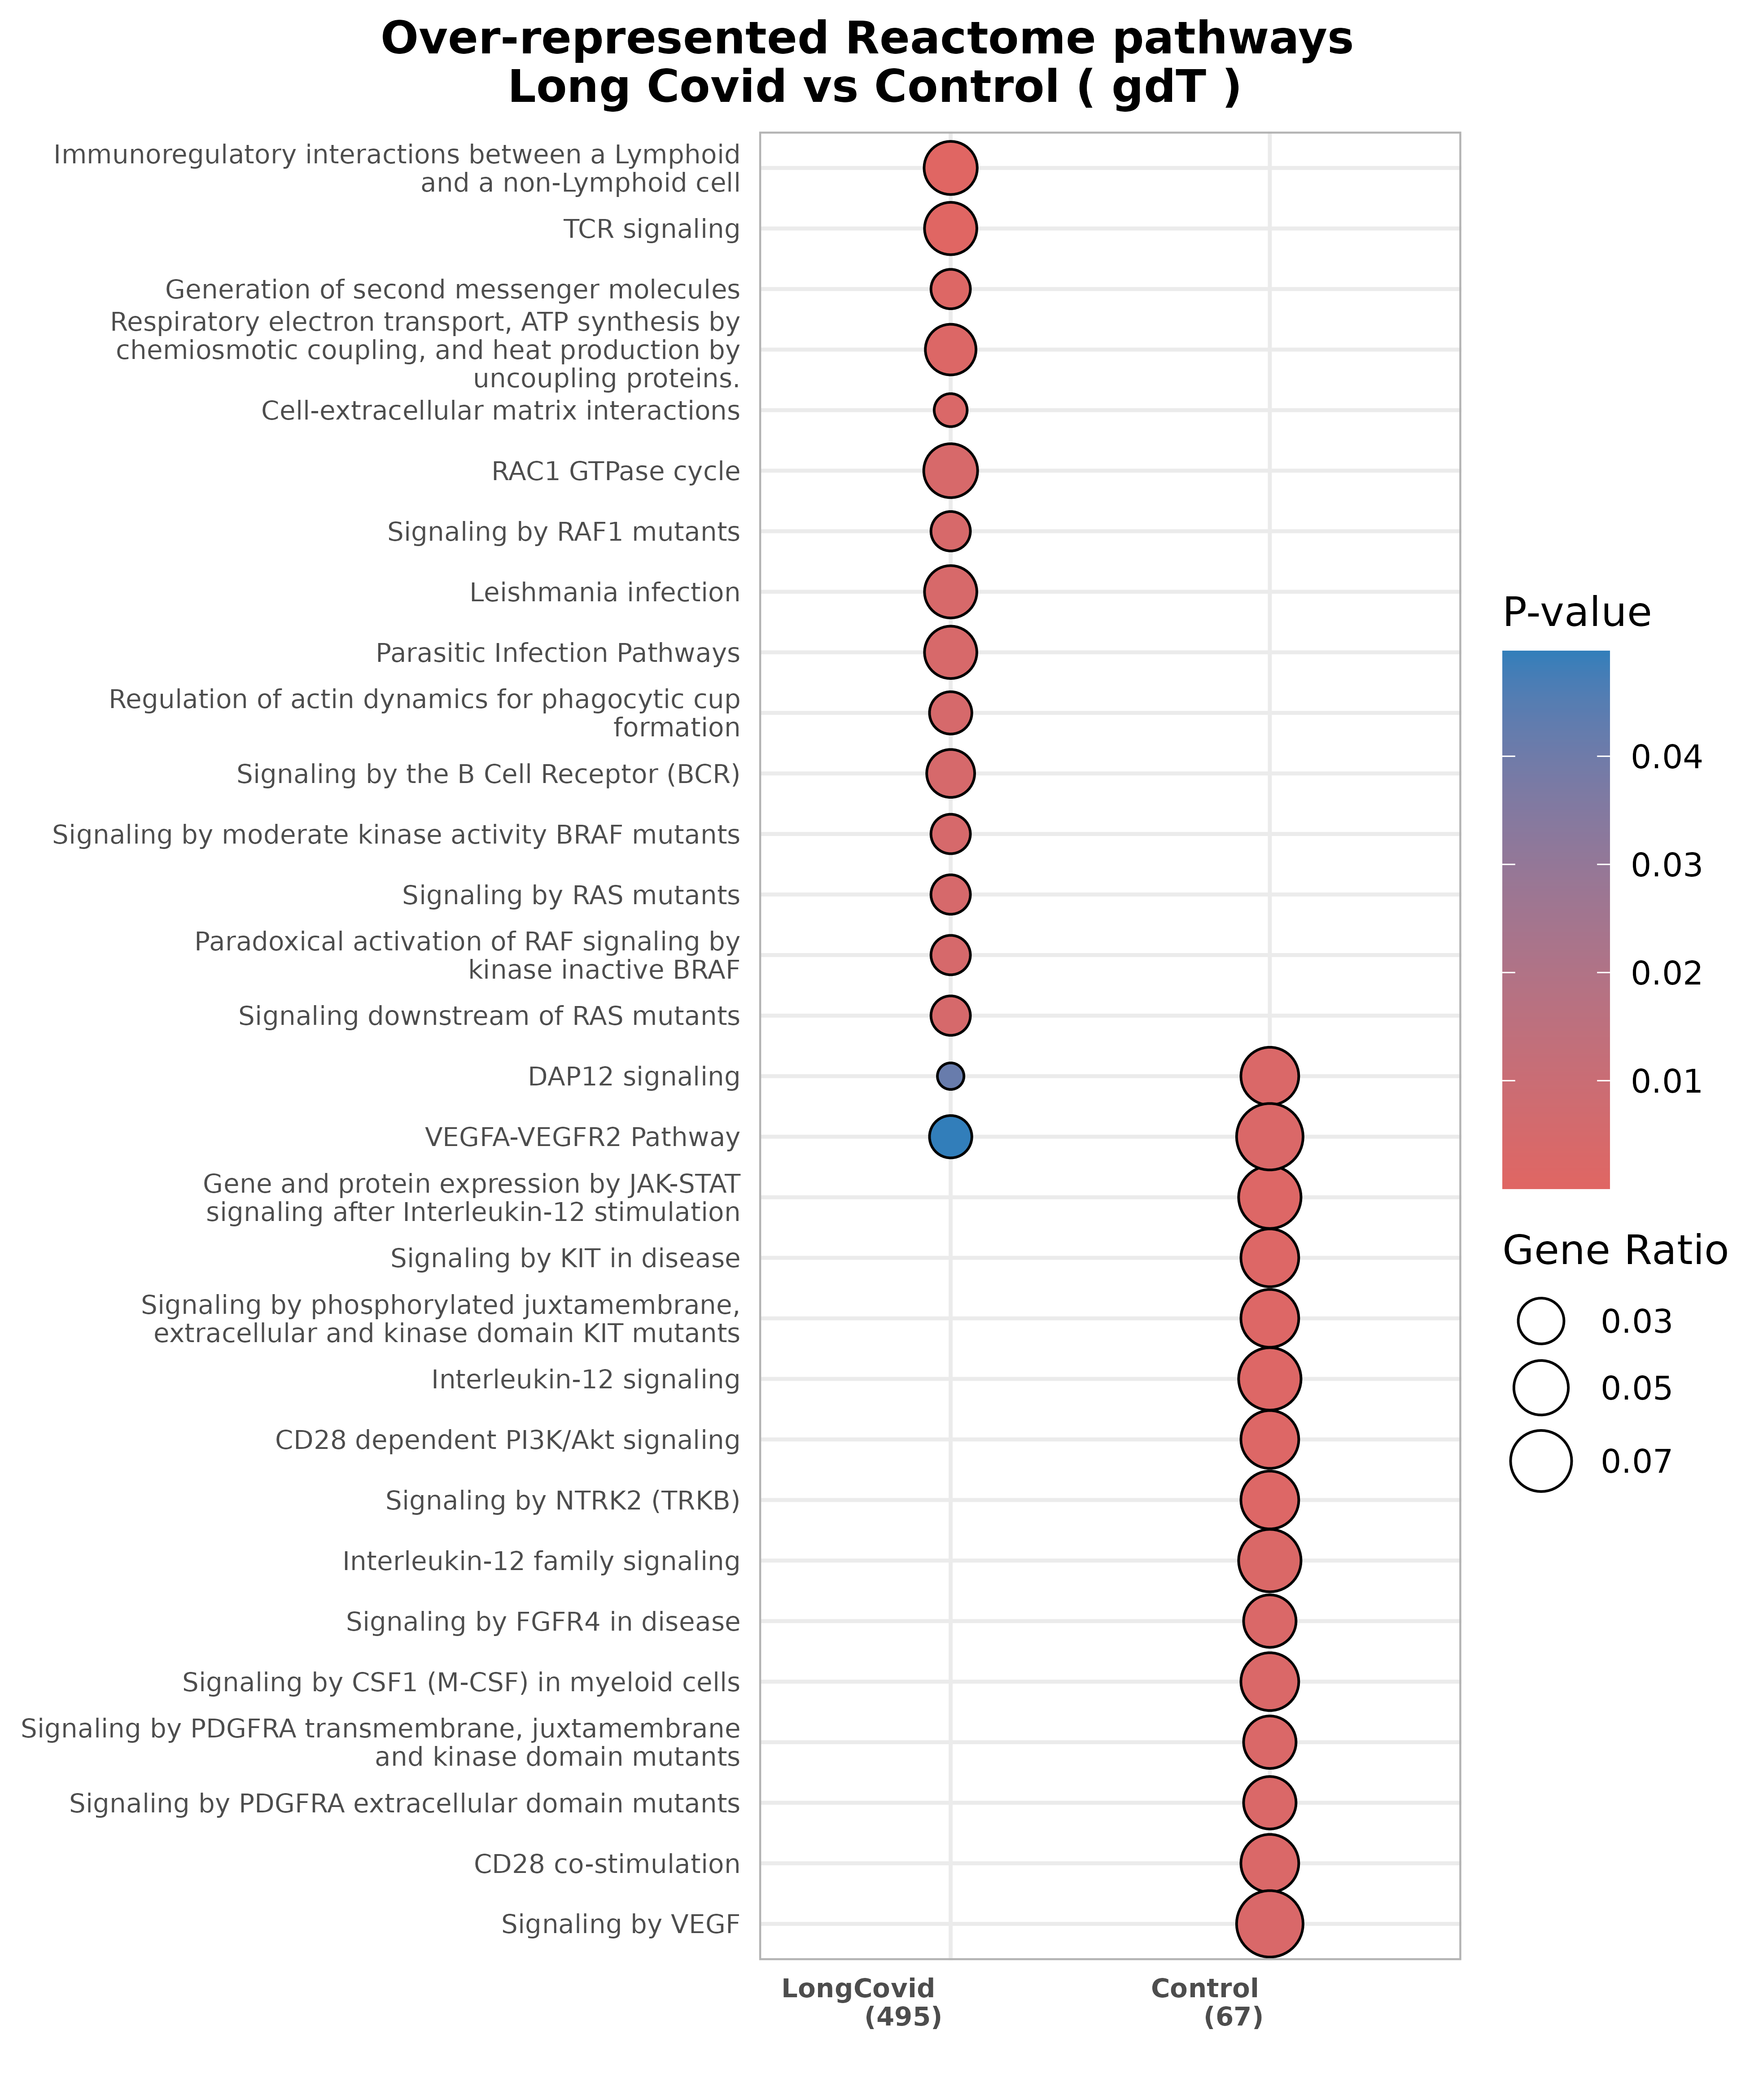 Over-represented Reactome pathways
Long Covid vs Control ( gdT )
Immunoregulatory interactions between a Lymphoid
and a non-Lymphoid cell
TCR signaling
Generation of second messenger molecules
Respiratory electron transport, ATP synthesis by
chemiosmotic coupling, and heat production by
uncoupling proteins.
Cell-extracellular matrix interactions
RAC1 GTPase cycle
Signaling by RAF1 mutants
Leishmania infection
Parasitic Infection Pathways
Regulation of actin dynamics for phagocytic cup
formation
Signaling by the B Cell Receptor (BCR)
Signaling by moderate kinase activity BRAF mutants
Signaling by RAS mutants
Paradoxical activation of RAF signaling by
kinase inactive BRAF
Signaling downstream of RAS mutants
DAP12 signaling
VEGFA-VEGFR2 Pathway
Gene and protein expression by JAK-STAT
signaling after Interleukin-12 stimulation
Signaling by KIT in disease
Signaling by phosphorylated juxtamembrane,
extracellular and kinase domain KIT mutants
Interleukin-12 signaling
CD28 dependent PI3K/Akt signaling
Signaling by NTRK2 (TRKB)
Interleukin-12 family signaling
Signaling by FGFR4 in disease
Signaling by CSF1 (M-CSF) in myeloid cells
Signaling by PDGFRA transmembrane, juxtamembrane
and kinase domain mutants
Signaling by PDGFRA extracellular domain mutants
CD28 co-stimulation
Signaling by VEGF
LongCovid
(495)
Control
(67)
P-value
0.04
0.03
0.02
0.01
Gene Ratio
0.03
0.05
0.07